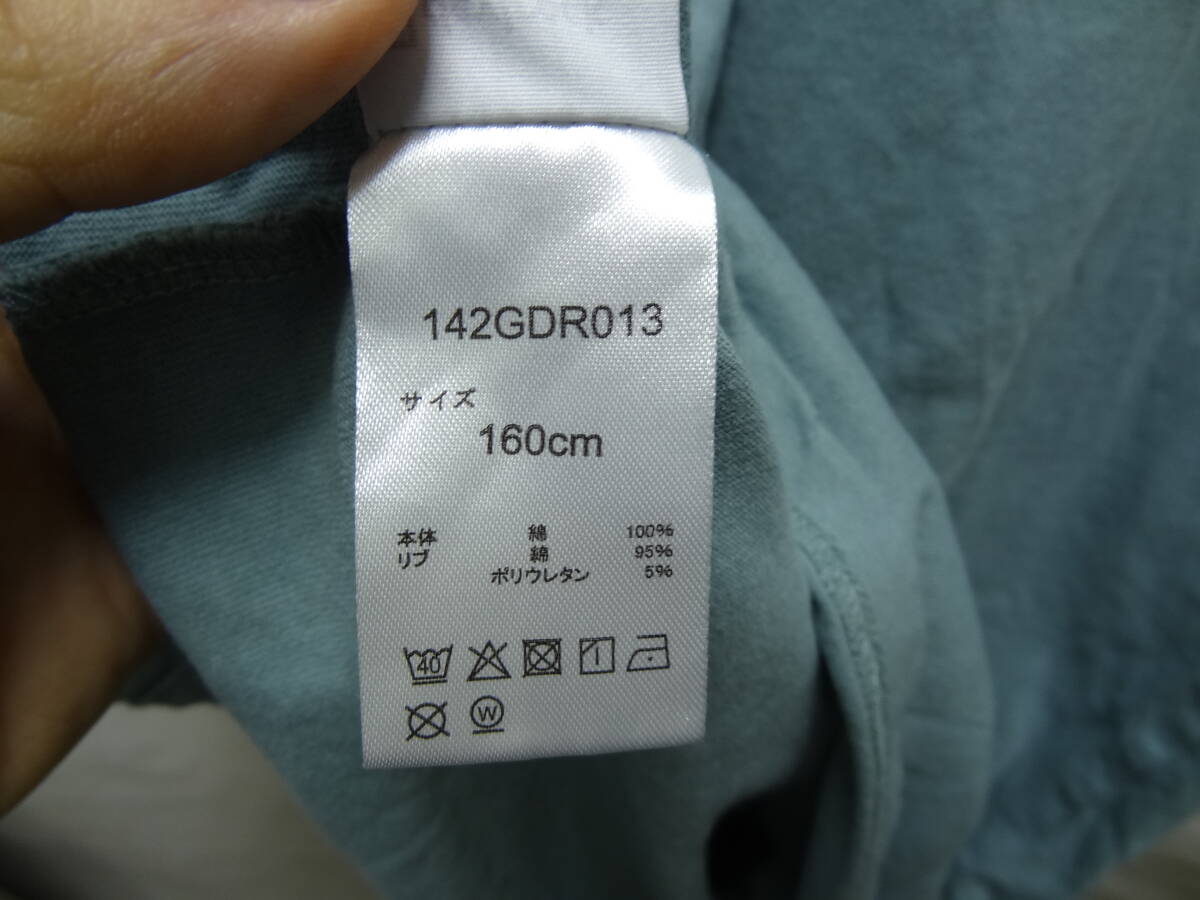 142GDR013
サイズ
160cm
本体 綿 100%
リブ 綿 95%
ポリウレタン 5%
40
W